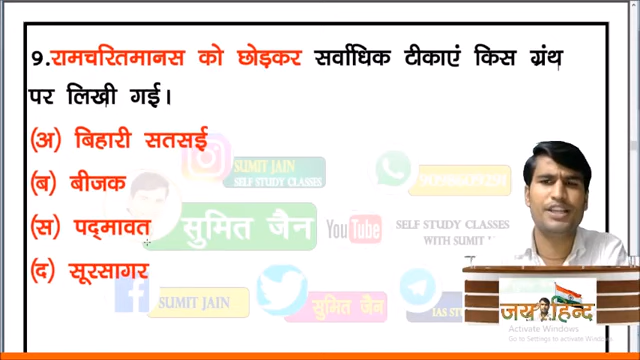 9.रामचरितमानस को छोड़कर सर्वाधिक टीकाएं किस ग्रंथ
पर लिखी गई।
(अ) बिहारी सतसई
(ब) बीजक
(स) पद्मावत
(द) सूरसागर
SUMIT JAIN
SELF STUDY CLASSES
सुमित जैन
YouTube
SELF STUDY CLASSES
WITH SUMIT
SUMIT JAIN
सुमित जैन
जय हिन्द
Activate Windows
Go to Settings to activate Windows